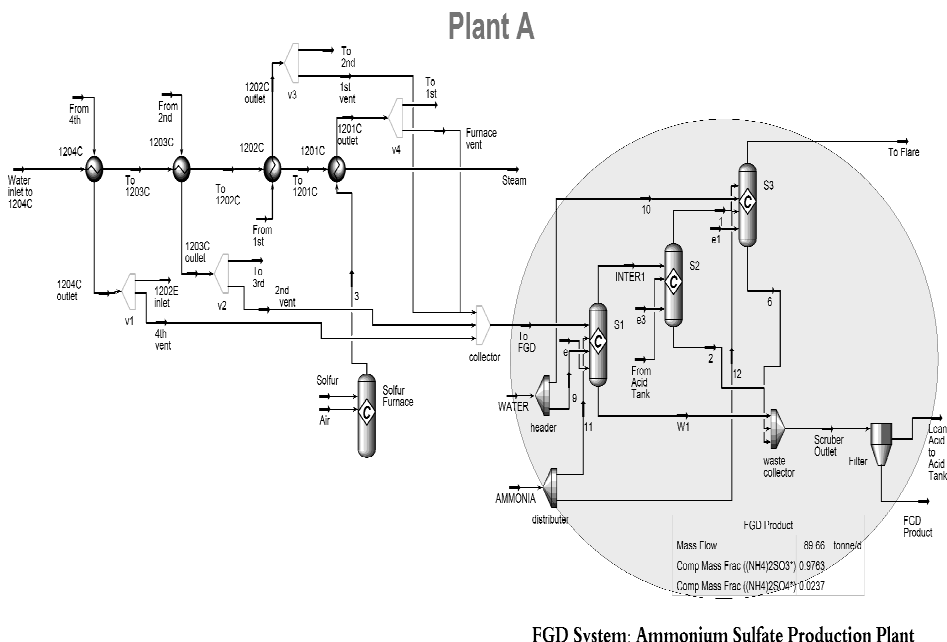 Plant A
To
2nd
1st
vent
v3
1202C
outlet
To
1st
1201C
outlet
v4
Furnace
vent
From
4th
From
2nd
1204C
1203C
1202C
1201C
Water
inlet to
1204C
To
1203C
To
1202C
To
1201C
Steam
From
1st
1203C
outlet
To
3rd
v2
2nd
vent
1204C
outlet
1202E
inlet
v1
4th
vent
3
collector
To
FGD
Solfur
Air
Solfur
Furnace
To Flare
S3
10
1
e1
INTER1
S2
6
e3
S1
e
From
Acid
Tank
2
12
WATER
9
header
11
W1
waste
collector
Scruber
Outlet
Filter
Lean
Acid
to
Acid
Tank
AMMONIA
distributer
FGD
Product
FGD Product
Mass Flow 89.66 tonne/d
Comp Mass Frac ((NH4)2SO3*) 0.9763
Comp Mass Frac ((NH4)2SO4*) 0.0237
FGD System: Ammonium Sulfate Production Plant